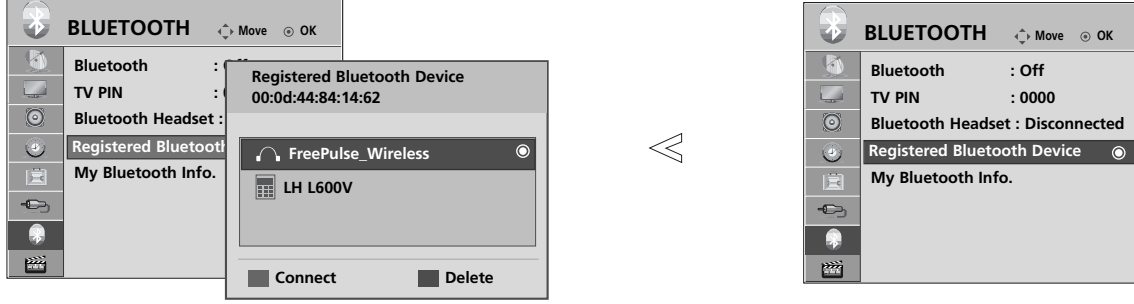 BLUETOOTH Move OK
Bluetooth : Off
TV PIN :
Bluetooth Headset :
Registered Bluetooth
My Bluetooth Info.
Registered Bluetooth Device
00:0d:44:84:14:62
FreePulse_Wireless
LH L600V
Connect Delete
BLUETOOTH Move OK
Bluetooth : Off
TV PIN : 0000
Bluetooth Headset : Disconnected
Registered Bluetooth Device
My Bluetooth Info.